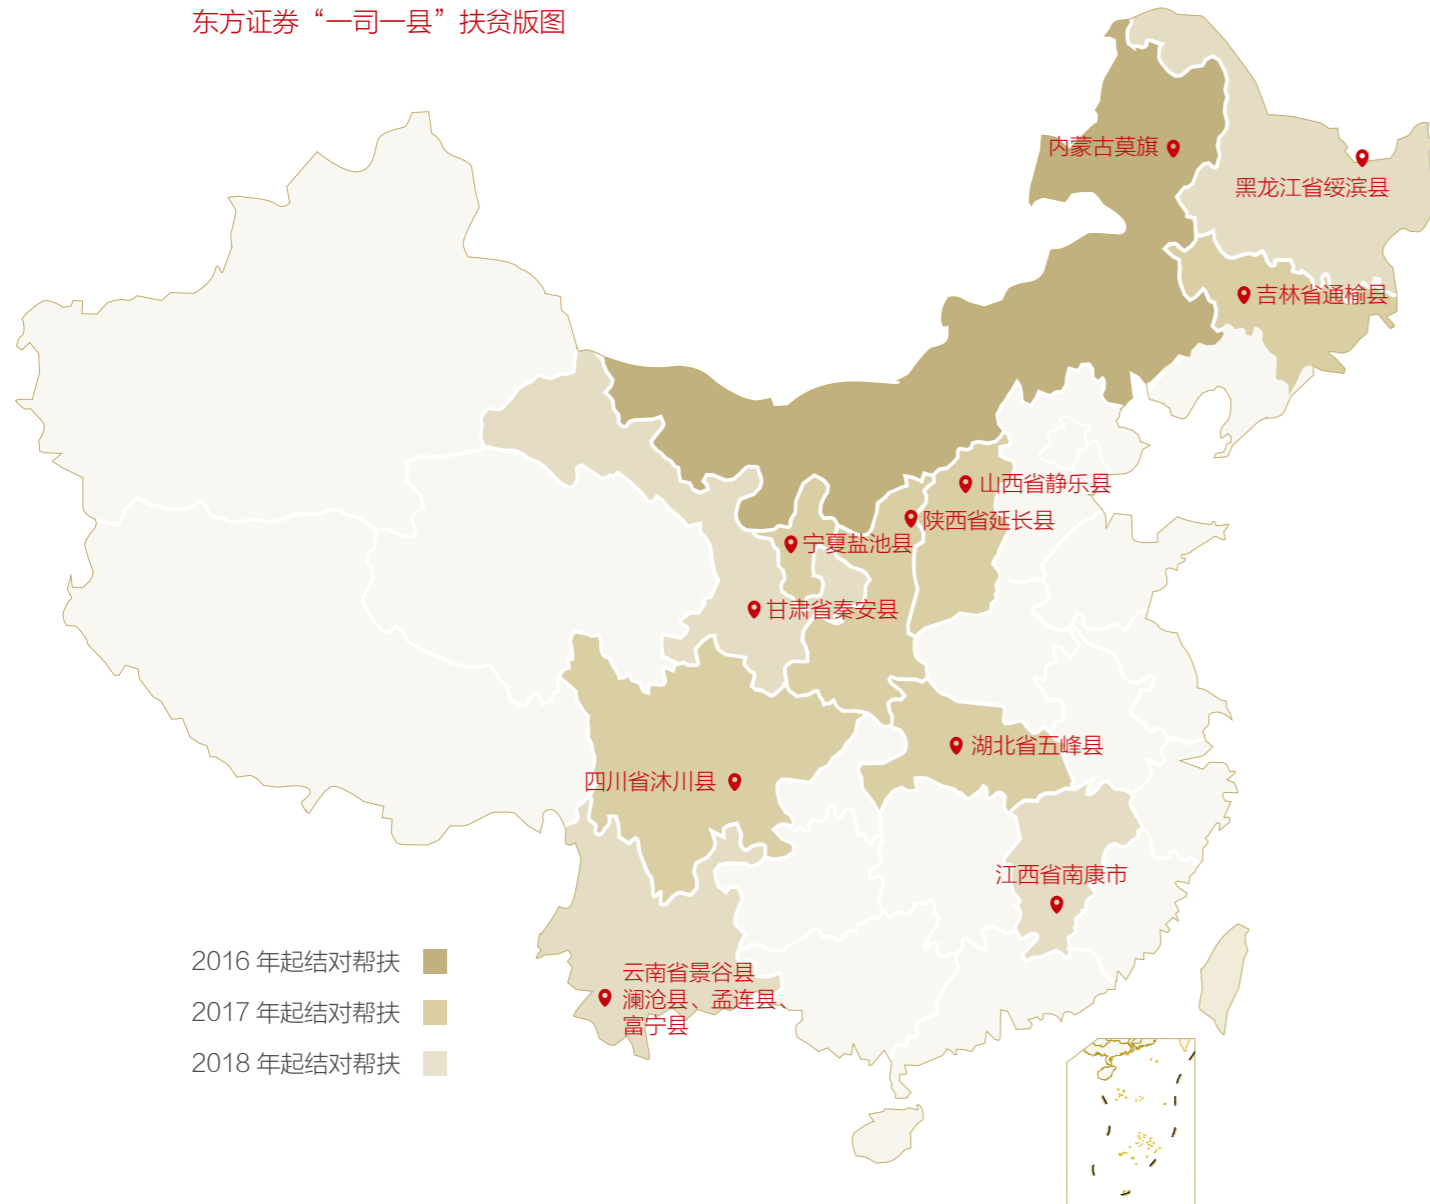 东方证券“一司一县”扶贫版图
内蒙古莫旗
黑龙江省绥滨县
吉林省通榆县
山西省静乐县
陕西省延长县
宁夏盐池县
甘肃省秦安县
湖北省五峰县
四川省沐川县
江西省南康市
云南省景谷县
澜沧县、孟连县、
富宁县
2016 年起结对帮扶
2017 年起结对帮扶
2018 年起结对帮扶